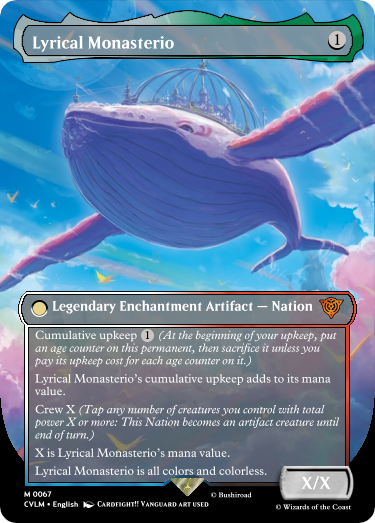 Lyrical Monasterio
1
Legendary Enchantment Artifact — Nation
Cumulative upkeep 1 (At the beginning of your upkeep, put
an age counter on this permanent, then sacrifice it unless you
pay its upkeep cost for each age counter on it.)
Lyrical Monasterio's cumulative upkeep adds to its mana
value.
Crew X (Tap any number of creatures you control with total
power X or more: This Nation becomes an artifact creature until
end of turn.)
X is Lyrical Monasterio's mana value.
Lyrical Monasterio is all colors and colorless.
X/X
M 0067
CVLM • English CARDFIGHT!! VANGUARD ART USED
© Bushiroad
© Wizards of the Coast